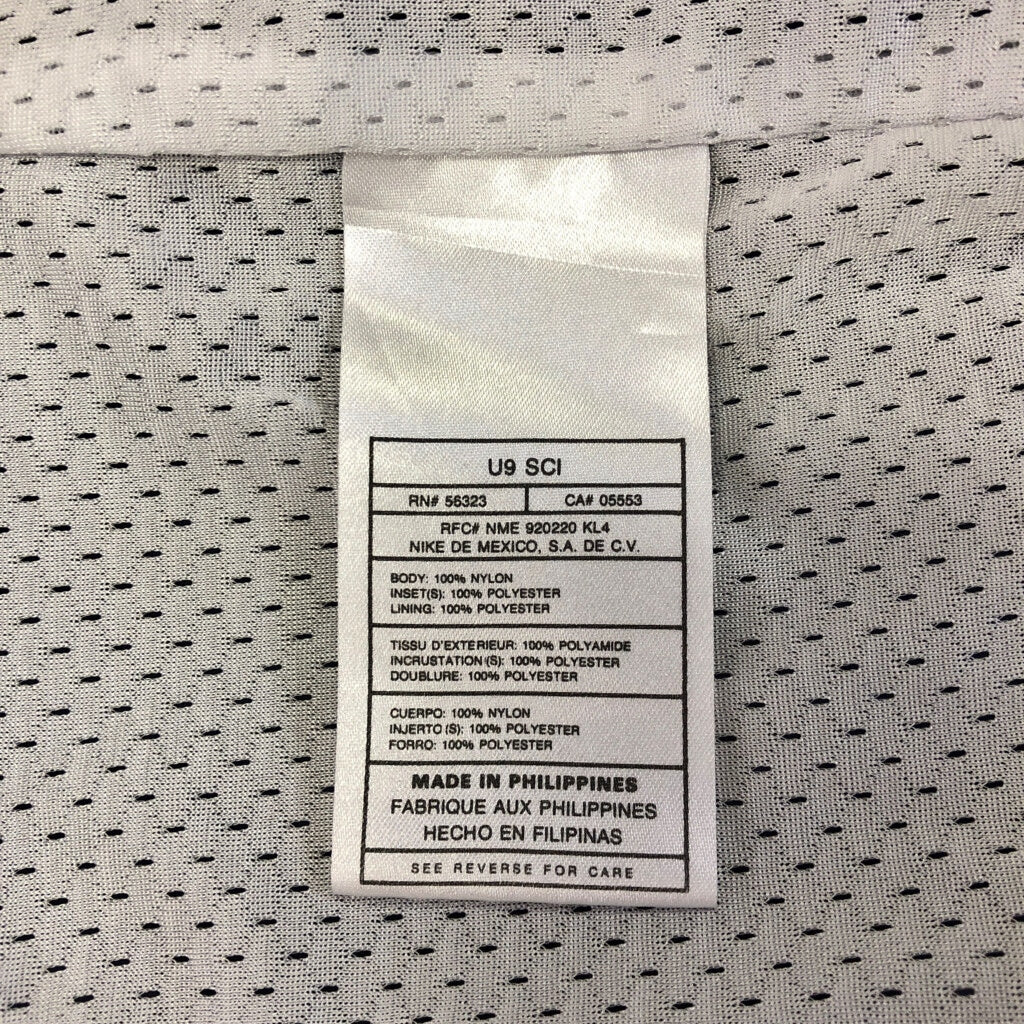 U9 SCI
RN# 56323 CA# 05553
RFC# NME 920220 KL4
NIKE DE MEXICO, S.A. DE C.V.
BODY: 100% NYLON
INSET(S): 100% POLYESTER
LINING: 100% POLYESTER
TISSU D'EXTERIEUR: 100% POLYAMIDE
INCRUSTATION (S): 100% POLYESTER
DOUBLURE: 100% POLYESTER
CUERPO: 100% NYLON
INJERTO (S): 100% POLYESTER
FORRO: 100% POLYESTER
MADE IN PHILIPPINES
FABRIQUE AUX PHILIPPINES
HECHO EN FILIPINAS
SEE REVERSE FOR CARE